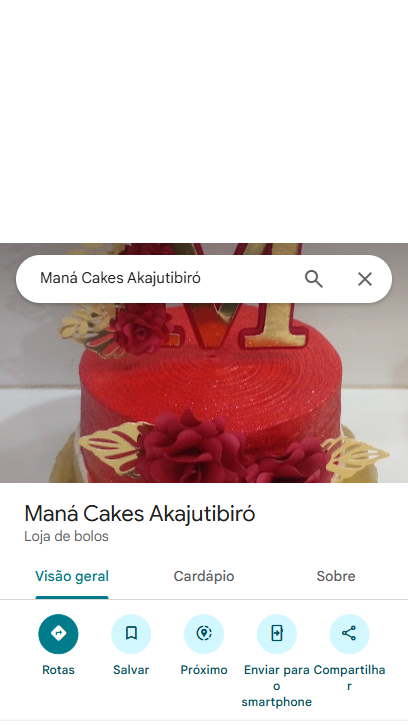 Maná Cakes Akajutibiró
M
Maná Cakes Akajutibiró
Loja de bolos
Visão geral Cardápio Sobre
Rotas Salvar Próximo Enviar para o smartphone Compartilhar